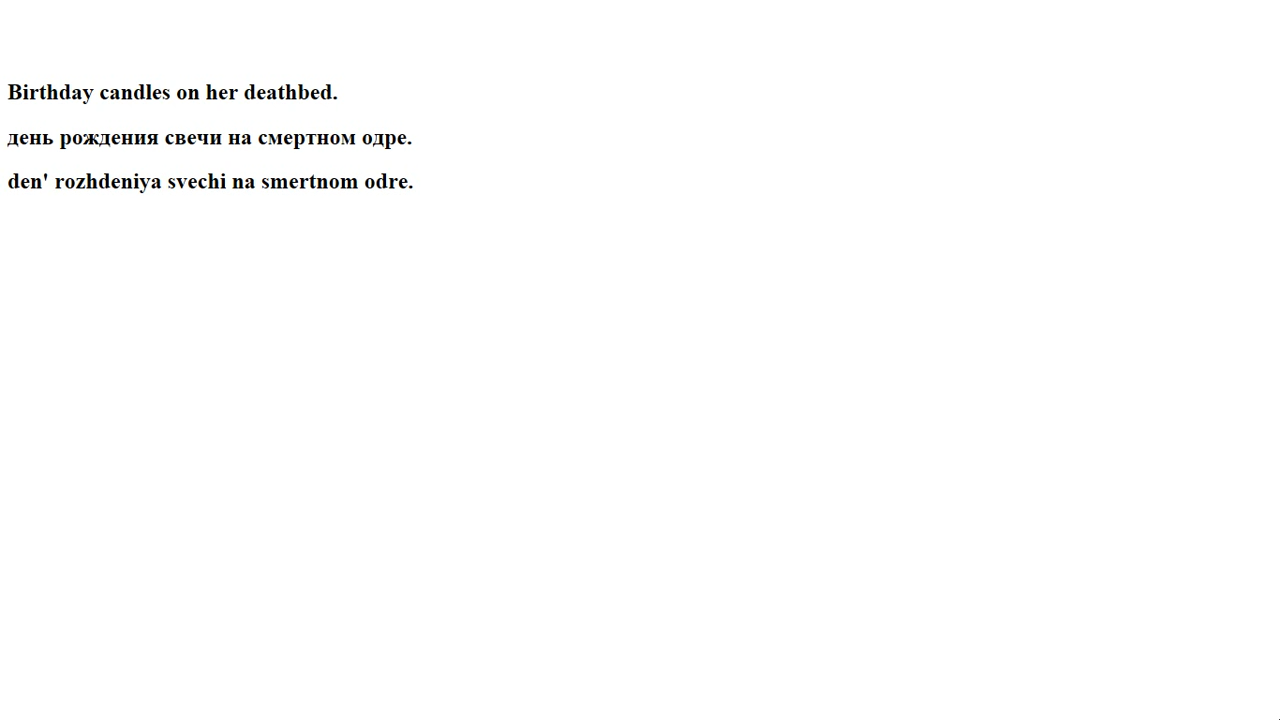 Birthday candles on her deathbed.
день рождения свечи на смертном одре.
den' rozhdeniya svechi na smertnom odre.